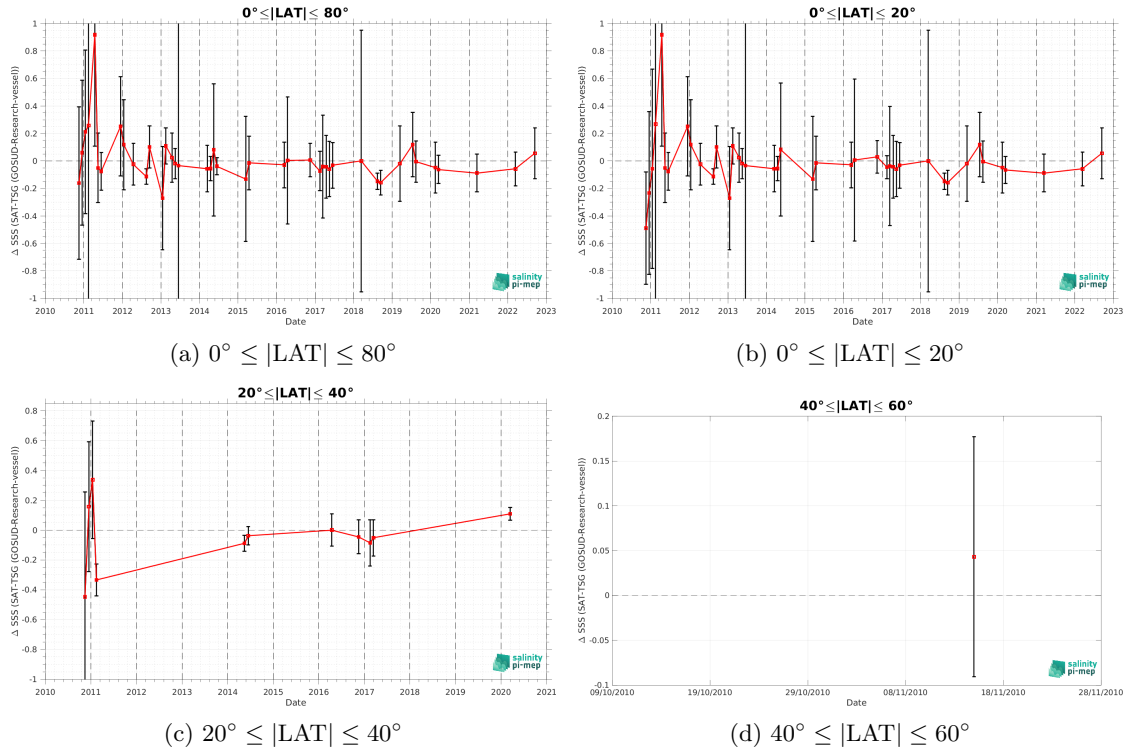 0°≤|LAT|≤ 80°
Δ SSS (SAT-TSG (GOSUD-Research-vessel))
1
0.8
0.6
0.4
0.2
0
-0.2
-0.4
-0.6
-0.8
-1
2010 2011 2012 2013 2014 2015 2016 2017 2018 2019 2020 2021 2022 2023
Date
salinity
pi-mep
(a) 0° ≤ |LAT| ≤ 80°
0°≤|LAT|≤ 20°
Δ SSS (SAT-TSG (GOSUD-Research-vessel))
1
0.8
0.6
0.4
0.2
0
-0.2
-0.4
-0.6
-0.8
-1
2010 2011 2012 2013 2014 2015 2016 2017 2018 2019 2020 2021 2022 2023
Date
salinity
pi-mep
(b) 0° ≤ |LAT| ≤ 20°
20°≤|LAT|≤ 40°
Δ SSS (SAT-TSG (GOSUD-Research-vessel))
0.8
0.6
0.4
0.2
0
-0.2
-0.4
-0.6
-0.8
-1
2010 2011 2012 2013 2014 2015 2016 2017 2018 2019 2020 2021
Date
salinity
pi-mep
(c) 20° ≤ |LAT| ≤ 40°
40°≤|LAT|≤ 60°
Δ SSS (SAT-TSG (GOSUD-Research-vessel))
0.2
0.15
0.1
0.05
0
-0.05
-0.1
09/10/2010 19/10/2010 29/10/2010 08/11/2010 18/11/2010 28/11/2010
Date
salinity
pi-mep
(d) 40° ≤ |LAT| ≤ 60°